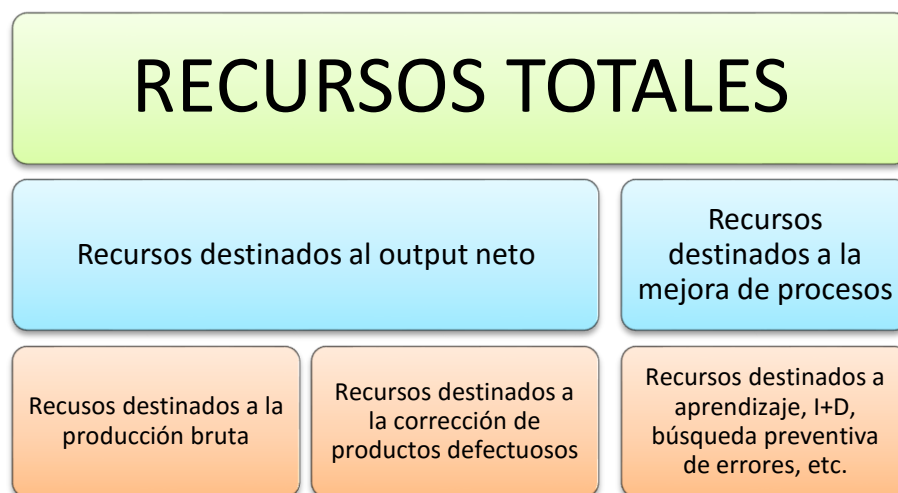 RECURSOS TOTALES
Recursos destinados al output neto
Recursos
destinados a la
mejora de procesos
Recusos destinados a la
producción bruta
Recursos destinados a
la corrección de
productos defectuosos
Recursos destinados a
aprendizaje, I+D,
búsqueda preventiva
de errores, etc.